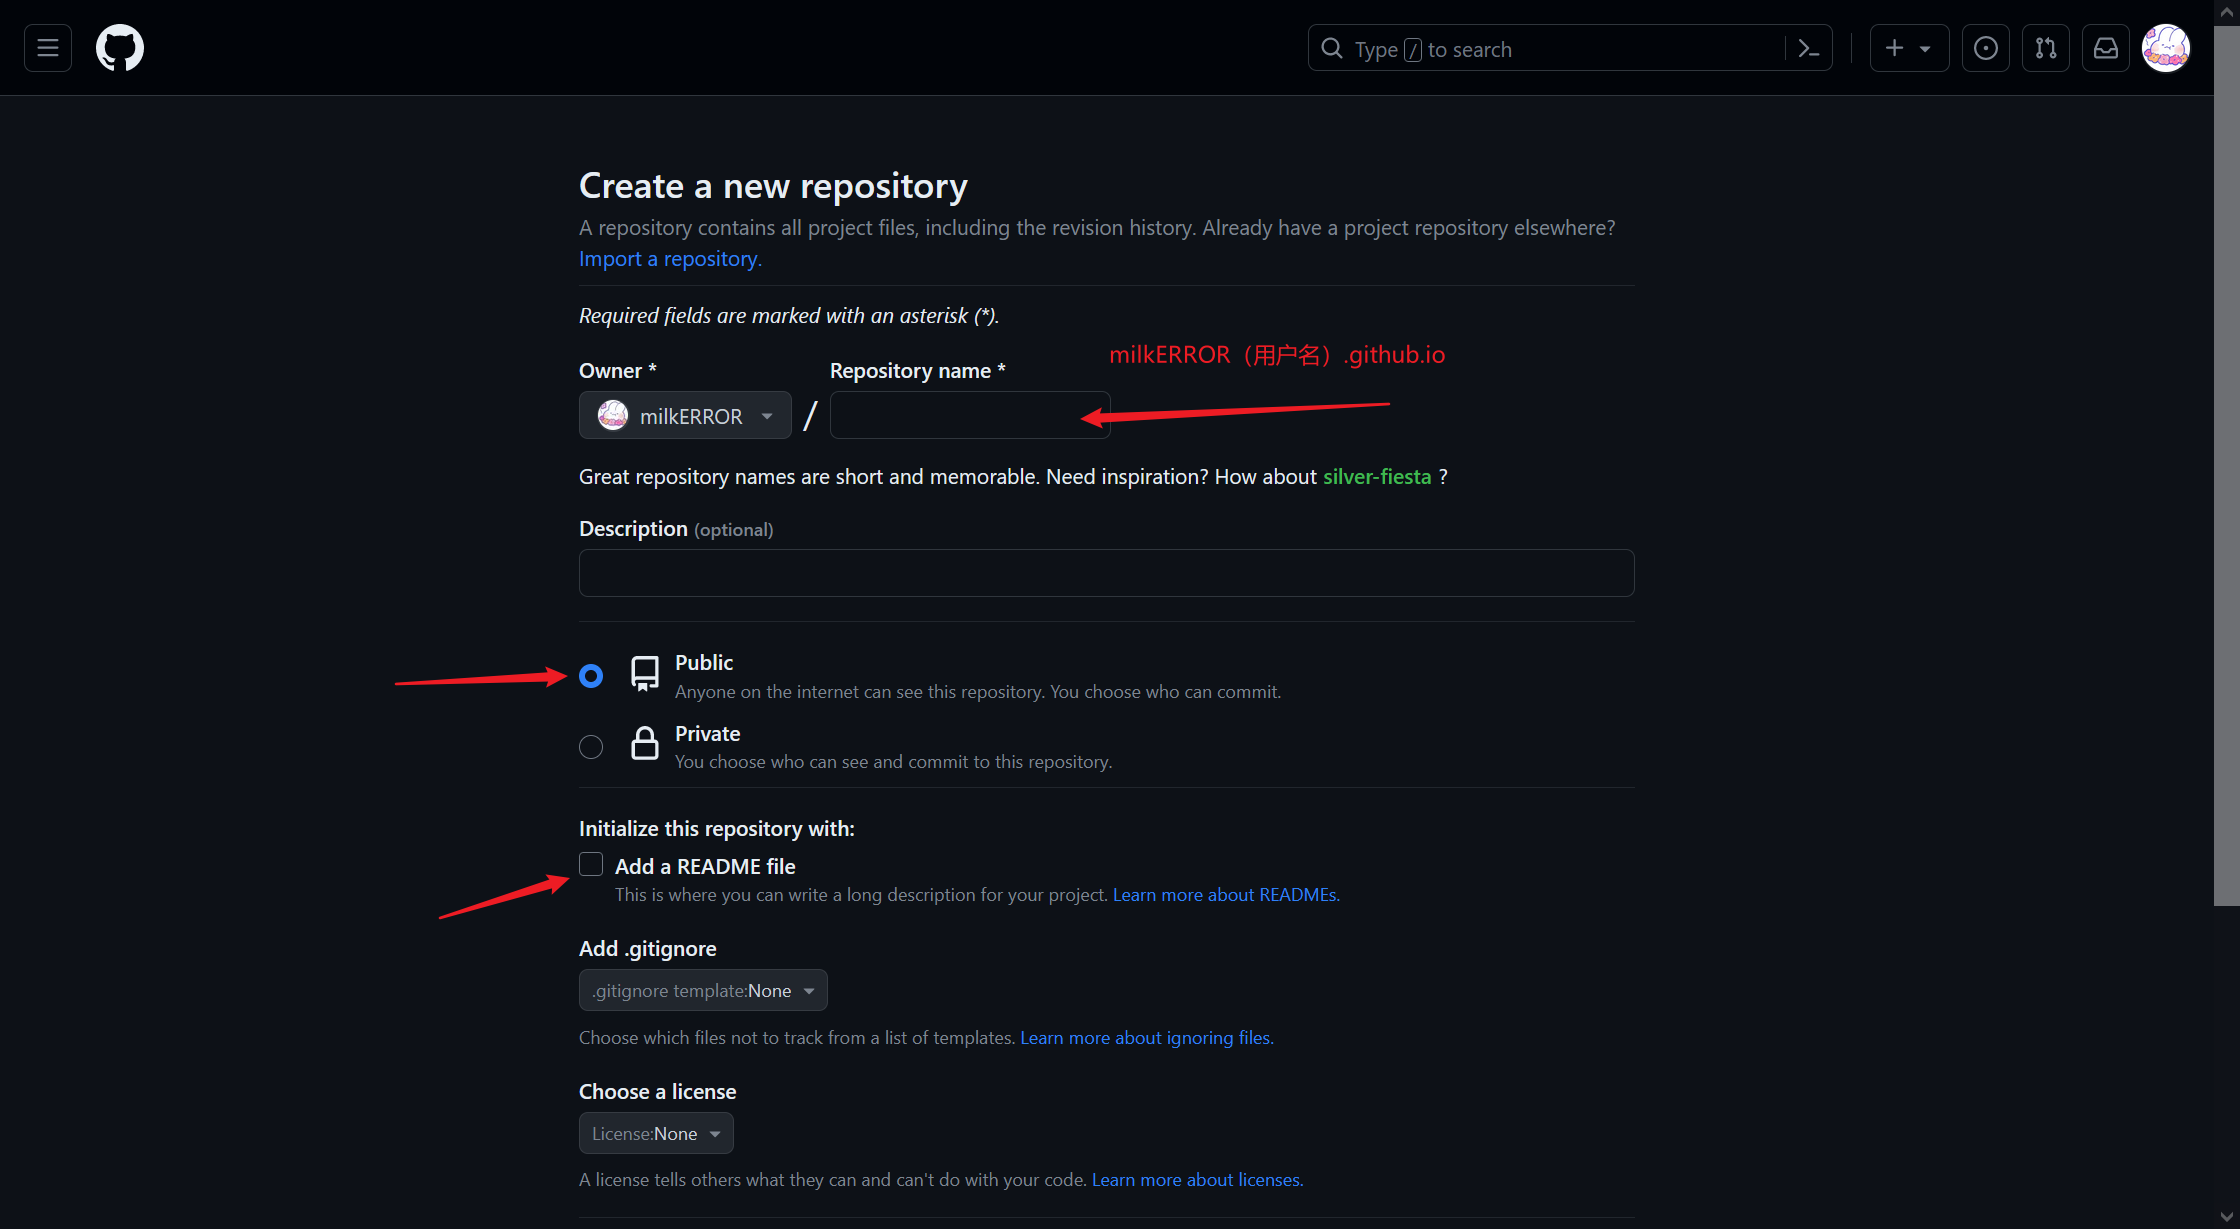 Type / to search
Create a new repository
A repository contains all project files, including the revision history. Already have a project repository elsewhere?
Import a repository.
Required fields are marked with an asterisk (*).
milkERROR（用户名）.github.io
Owner *
Repository name *
milkERROR
/
Great repository names are short and memorable. Need inspiration? How about silver-fiesta ?
Description (optional)
Public
Anyone on the internet can see this repository. You choose who can commit.
Private
You choose who can see and commit to this repository.
Initialize this repository with:
Add a README file
This is where you can write a long description for your project. Learn more about READMEs.
Add .gitignore
.gitignore template:None
Choose which files not to track from a list of templates. Learn more about ignoring files.
Choose a license
License:None
A license tells others what they can and can't do with your code. Learn more about licenses.